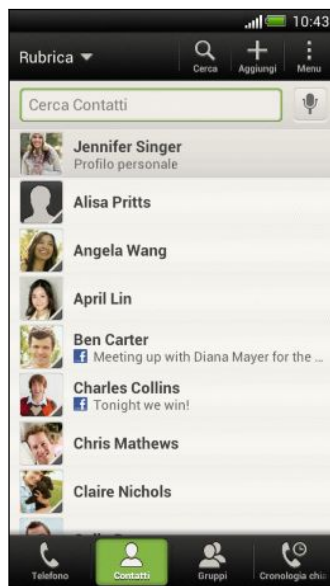 10:43
Rubrica
Cerca
Aggiungi
Menu
Cerca Contatti
Jennifer Singer
Profilo personale
Alisa Pritts
Angela Wang
April Lin
Ben Carter
Meeting up with Diana Mayer for the ...
Charles Collins
Tonight we win!
Chris Mathews
Claire Nichols
Telefono
Contatti
Gruppi
Cronologia chi...